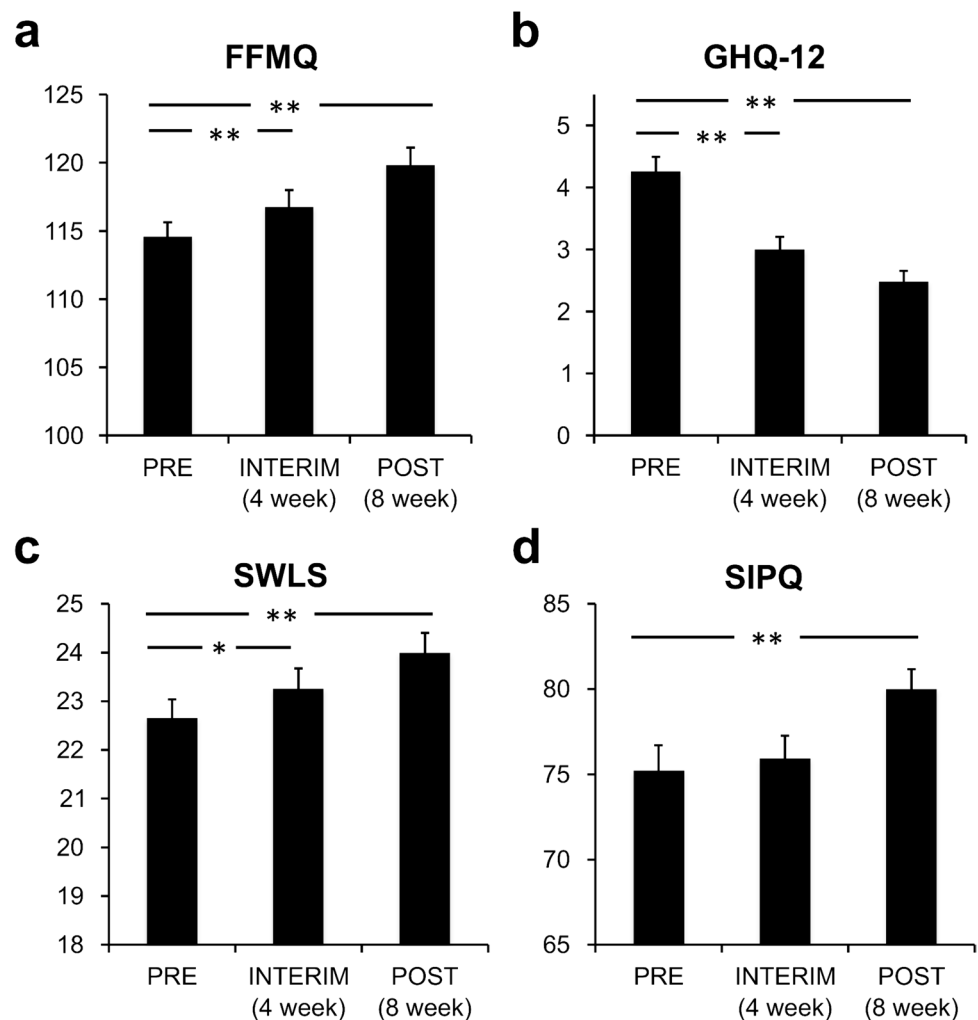 a
FFMQ
125
120
115
110
105
100
**
**
PRE
INTERIM
(4 week)
POST
(8 week)
b
GHQ-12
5
4
3
2
1
0
**
**
PRE
INTERIM
(4 week)
POST
(8 week)
c
SWLS
25
24
23
22
21
20
19
18
**
*
PRE
INTERIM
(4 week)
POST
(8 week)
d
SIPQ
85
80
75
70
65
**
PRE
INTERIM
(4 week)
POST
(8 week)